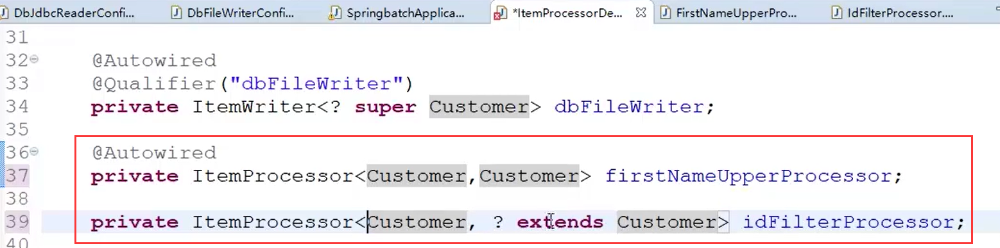 DbJdbcReaderConfi... DbFileWriterConfi... SpringbatchApplica... *ItemProcessorDe... FirstNameUpperPro... IdFilterProcessor....
31
32 @Autowired
33 @Qualifier("dbFileWriter")
34 private ItemWriter<? super Customer> dbFileWriter;
35
36 @Autowired
37 private ItemProcessor<Customer,Customer> firstNameUpperProcessor;
38
39 private ItemProcessor<Customer, ? extends Customer> idFilterProcessor;
40